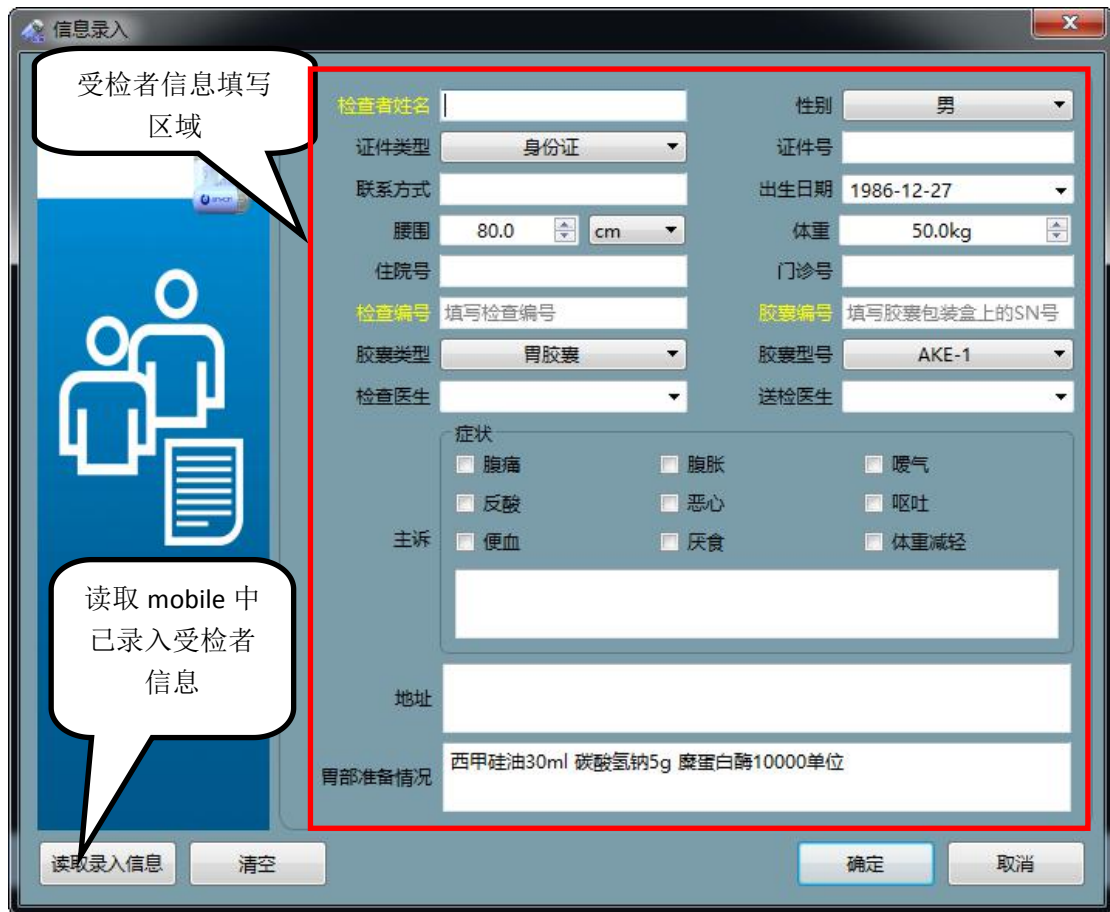 信息录入
受检者信息填写
区域
检查者姓名 性别 男
证件类型 身份证 证件号
联系方式 出生日期 1986-12-27
腰围 80.0 cm 体重 50.0kg
住院号 门诊号
检查编号 填写检查编号 胶囊编号 填写胶囊包装盒上的SN号
胶囊类型 胃胶囊 胶囊型号 AKE-1
检查医生 送检医生
症状
腹痛 腹胀 嗳气
反酸 恶心 呕吐
主诉 便血 厌食 体重减轻
读取 mobile 中
已录入受检者
信息
地址
胃部准备情况 西甲硅油30ml 碳酸氢钠5g 糜蛋白酶10000单位
读取录入信息 清空 确定 取消